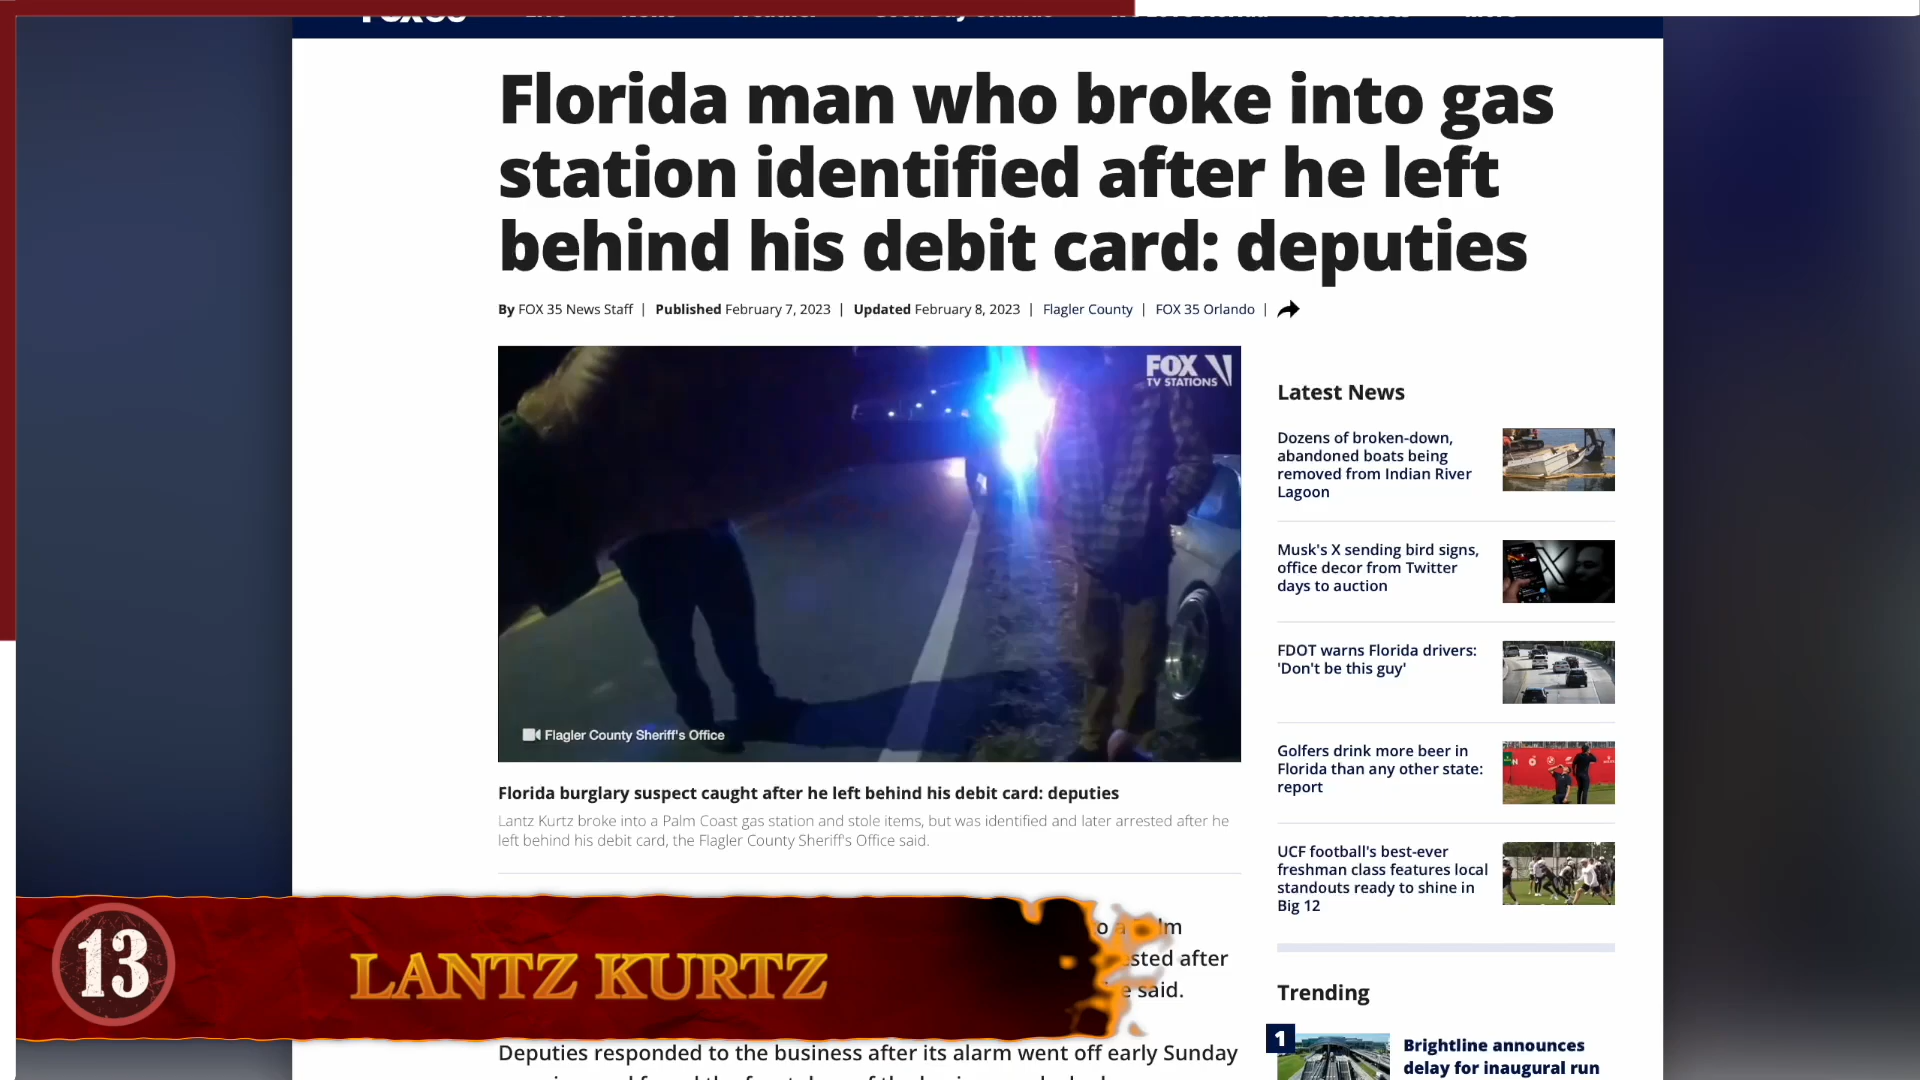 Florida man who broke into gas
station identified after he left
behind his debit card: deputies
By FOX 35 News Staff | Published February 7, 2023 | Updated February 8, 2023 | Flagler County | FOX 35 Orlando |
FOX
TV STATIONS
Flagler County Sheriff's Office
Florida burglary suspect caught after he left behind his debit card: deputies
Lantz Kurtz broke into a Palm Coast gas station and stole items, but was identified and later arrested after he
left behind his debit card, the Flagler County Sheriff's Office said.
Latest News
Dozens of broken-down,
abandoned boats being
removed from Indian River
Lagoon
Musk's X sending bird signs,
office decor from Twitter
days to auction
FDOT warns Florida drivers:
'Don't be this guy'
Golfers drink more beer in
Florida than any other state:
report
UCF football's best-ever
freshman class features local
standouts ready to shine in
Big 12
Trending
1
Brightline announces
delay for inaugural run
13
LANTZ KURTZ
after
said.
Deputies responded to the business after its alarm went off early Sunday